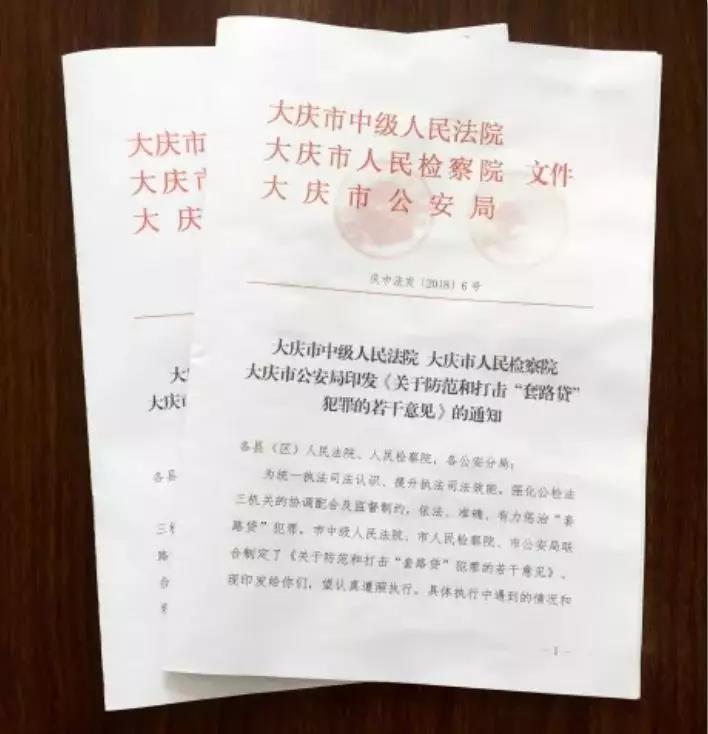 大庆市中级人民法院
大庆市人民检察院 文件
大庆市公安局
庆中法发〔2018〕6号
大庆市中级人民法院 大庆市人民检察院
大庆市公安局印发《关于防范和打击“套路贷”
犯罪的若干意见》的通知
各县（区）人民法院、人民检察院，各公安分局：
为统一执法司法认识、提升执法司法效能，强化公检法
三机关的协调配合及监督制约，依法、准确、有力惩治“套
路贷”犯罪，市中级人民法院、市人民检察院、市公安局联
合制定了《关于防范和打击“套路贷”犯罪的若干意见》，
现印发给你们，望认真遵照执行。具体执行中遇到的情况和
—1—
大庆市
大庆市
大庆
大
大庆市
各县
三机
路
合